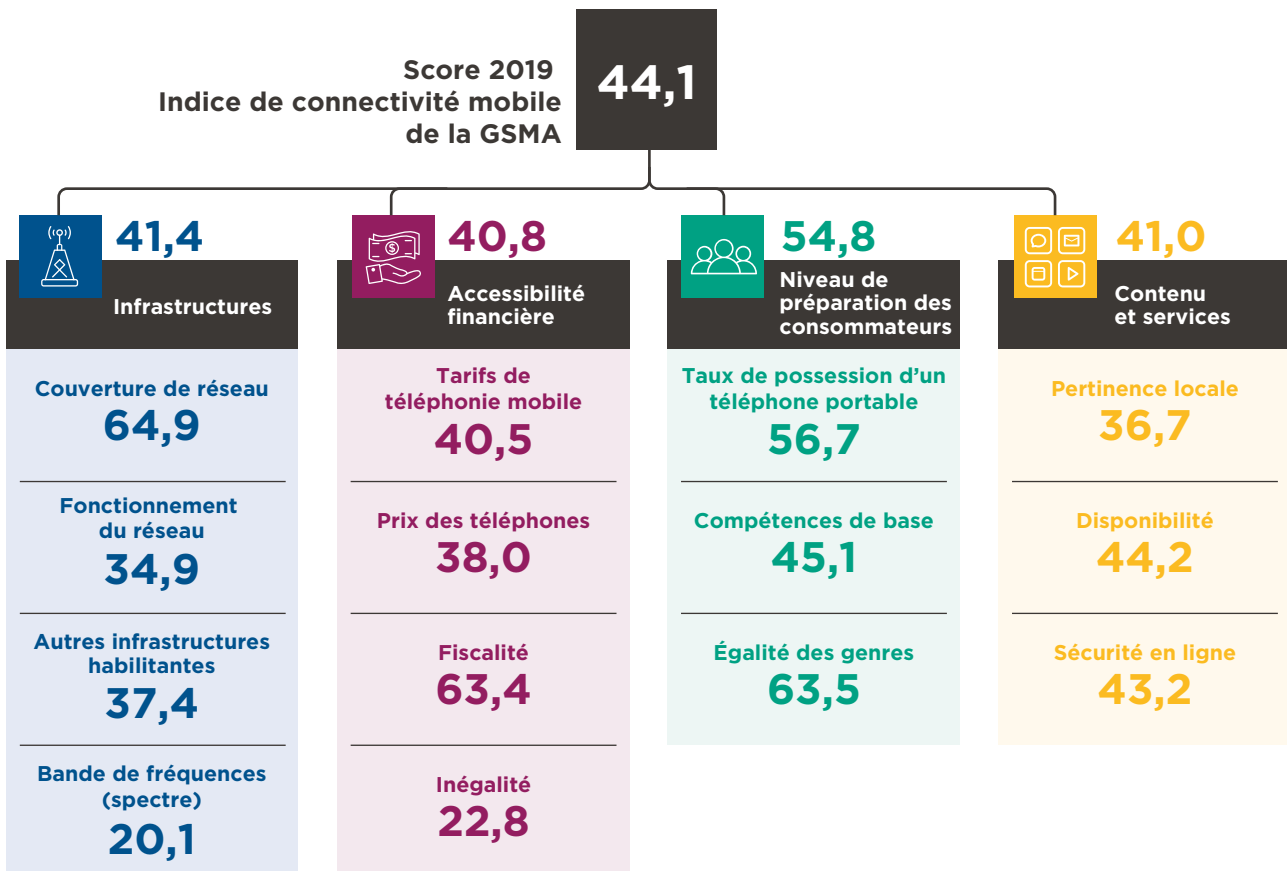 Score 2019
Indice de connectivité mobile
de la GSMA
44,1
41,4
Infrastructures
Couverture de réseau
64,9
Fonctionnement
du réseau
34,9
Autres infrastructures
habilitantes
37,4
Bande de fréquences
(spectre)
20,1
$
40,8
Accessibilité
financière
Tarifs de
téléphonie mobile
40,5
Prix des téléphones
38,0
Fiscalité
63,4
Inégalité
22,8
54,8
Niveau de
préparation des
consommateurs
Taux de possession d’un
téléphone portable
56,7
Compétences de base
45,1
Égalité des genres
63,5
41,0
Contenu
et services
Pertinence locale
36,7
Disponibilité
44,2
Sécurité en ligne
43,2